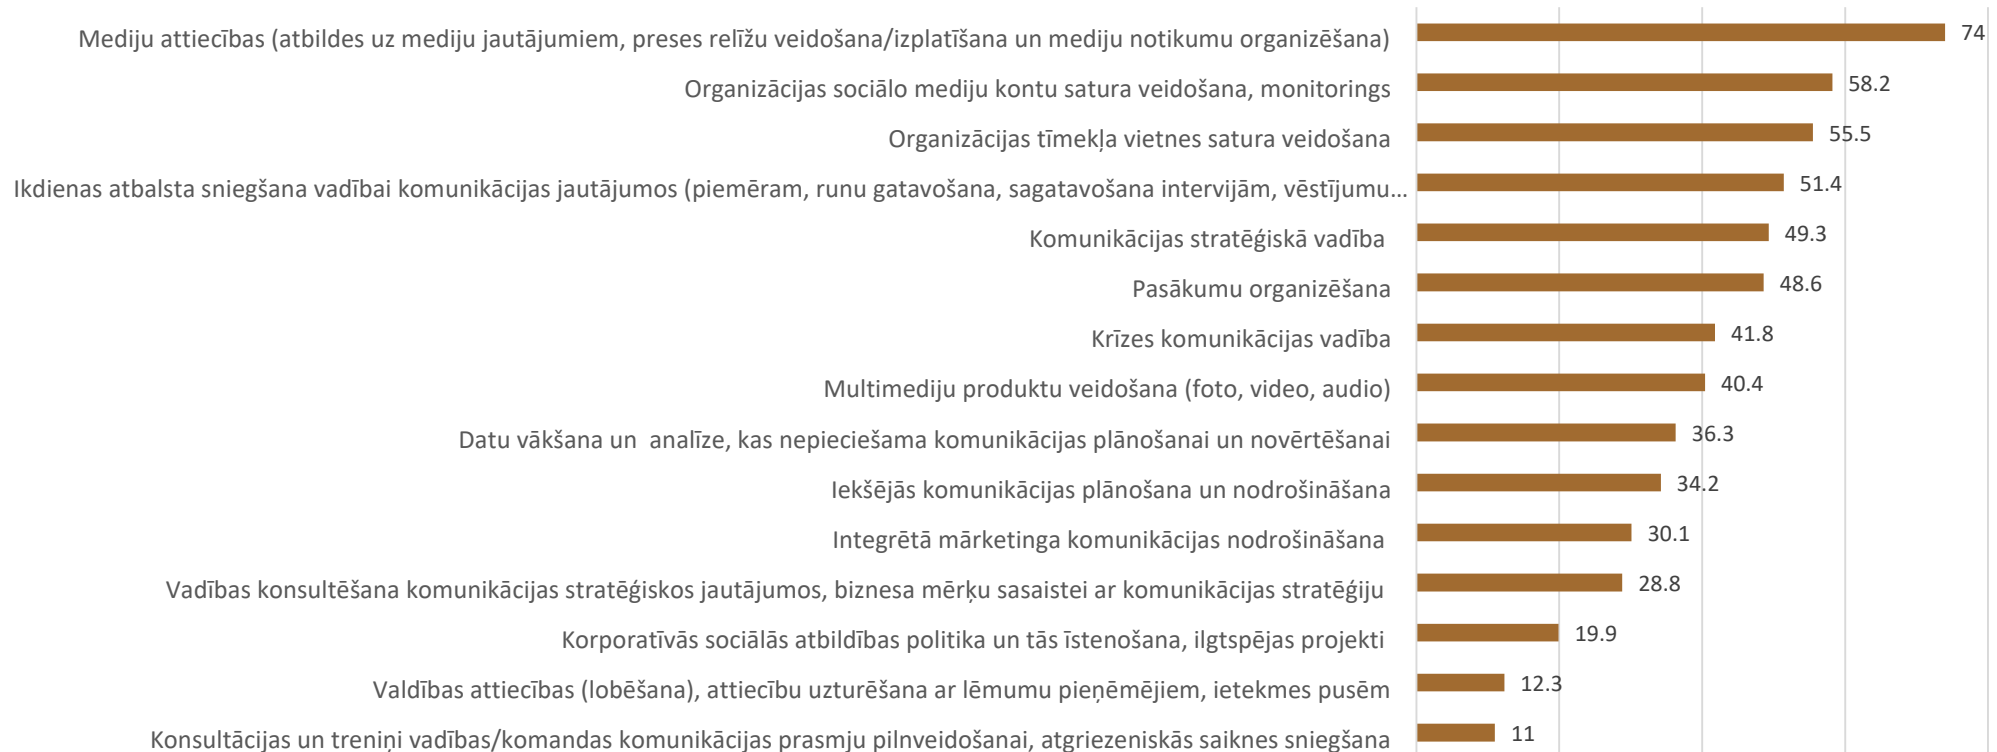 Mediju attiecības (atbildes uz mediju jautājumiem, preses relīžu veidošana/izplatīšana un mediju notikumu organizēšana) 74
Organizācijas sociālo mediju kontu satura veidošana, monitorings 58.2
Organizācijas tīmekļa vietnes satura veidošana 55.5
Ikdienas atbalsta sniegšana vadībai komunikācijas jautājumos (piemēram, runu gatavošana, sagatavošana intervijām, vēstījumu... 51.4
Komunikācijas stratēģiskā vadība 49.3
Pasākumu organizēšana 48.6
Krīzes komunikācijas vadība 41.8
Multimediju produktu veidošana (foto, video, audio) 40.4
Datu vākšana un analīze, kas nepieciešama komunikācijas plānošanai un novērtēšanai 36.3
Iekšējās komunikācijas plānošana un nodrošināšana 34.2
Integrētā mārketinga komunikācijas nodrošināšana 30.1
Vadības konsultēšana komunikācijas stratēģiskos jautājumos, biznesa mērķu sasaistei ar komunikācijas stratēģiju 28.8
Korporatīvās sociālās atbildības politika un tās īstenošana, ilgtspējas projekti 19.9
Valdības attiecības (lobēšana), attiecību uzturēšana ar lēmumu pieņēmējiem, ietekmes pusēm 12.3
Konsultācijas un treniņi vadības/komandas komunikācijas prasmju pilnveidošanai, atgriezeniskās saiknes sniegšana 11